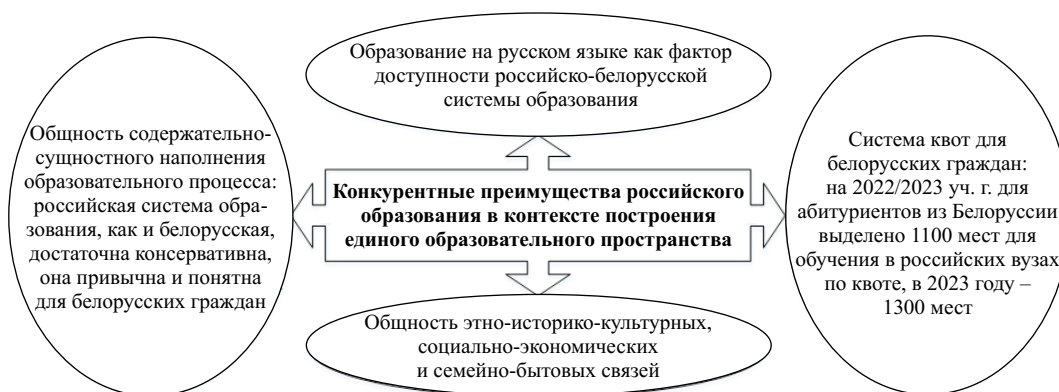 Образование на русском языке как фактор
доступности российско-белорусской
системы образования
Общность содержательно-
сущностного наполнения
образовательного процесса:
российская система обра-
зования, как и белорусская,
достаточна консервативна,
она привычна и понятна
для белорусских граждан
Конкурентные преимущества российского
образования в контексте построения
единого образовательного пространства
Система квот для
белорусских граждан:
на 2022/2023 уч. г. для
абитуриентов из Белоруссии
выделено 1100 мест для
обучения в российских вузах
по квоте, в 2023 году –
1300 мест
Общность этно-историко-культурных,
социально-экономических
и семейно-бытовых связей